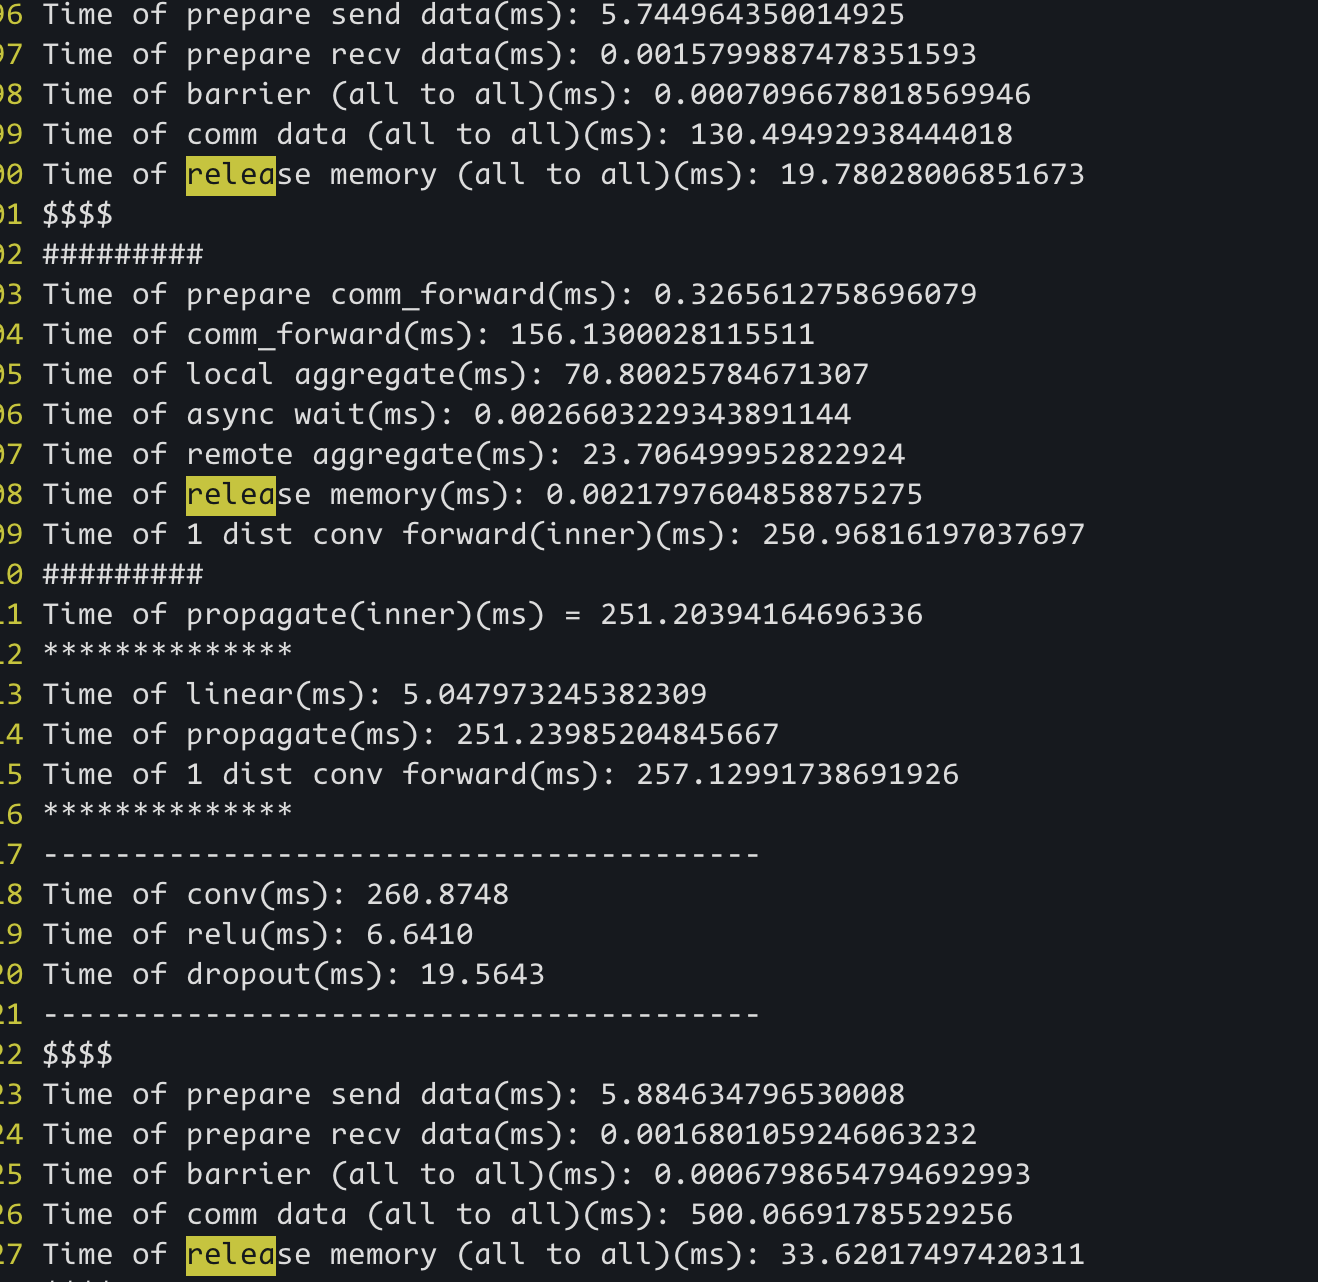 96 Time of prepare send data(ms): 5.744964350014925
97 Time of prepare recv data(ms): 0.0015799887478351593
98 Time of barrier (all to all)(ms): 0.0007096678018569946
99 Time of comm data (all to all)(ms): 130.49492938444018
00 Time of release memory (all to all)(ms): 19.78028006851673
01 $$$$
02 #########
03 Time of prepare comm_forward(ms): 0.3265612758696079
04 Time of comm_forward(ms): 156.1300028115511
05 Time of local aggregate(ms): 70.80025784671307
06 Time of async wait(ms): 0.0026603229343891144
07 Time of remote aggregate(ms): 23.706499952822924
08 Time of release memory(ms): 0.0021797604858875275
09 Time of 1 dist conv forward(inner)(ms): 250.96816197037697
10 #########
11 Time of propagate(inner)(ms) = 251.20394164696336
12 **************
13 Time of linear(ms): 5.047973245382309
14 Time of propagate(ms): 251.23985204845667
15 Time of 1 dist conv forward(ms): 257.12991738691926
16 **************
17 ----------------------------------------
18 Time of conv(ms): 260.8748
19 Time of relu(ms): 6.6410
20 Time of dropout(ms): 19.5643
21 ----------------------------------------
22 $$$$
23 Time of prepare send data(ms): 5.884634796530008
24 Time of prepare recv data(ms): 0.0016801059246063232
25 Time of barrier (all to all)(ms): 0.0006798654794692993
26 Time of comm data (all to all)(ms): 500.06691785529256
27 Time of release memory (all to all)(ms): 33.62017497420311